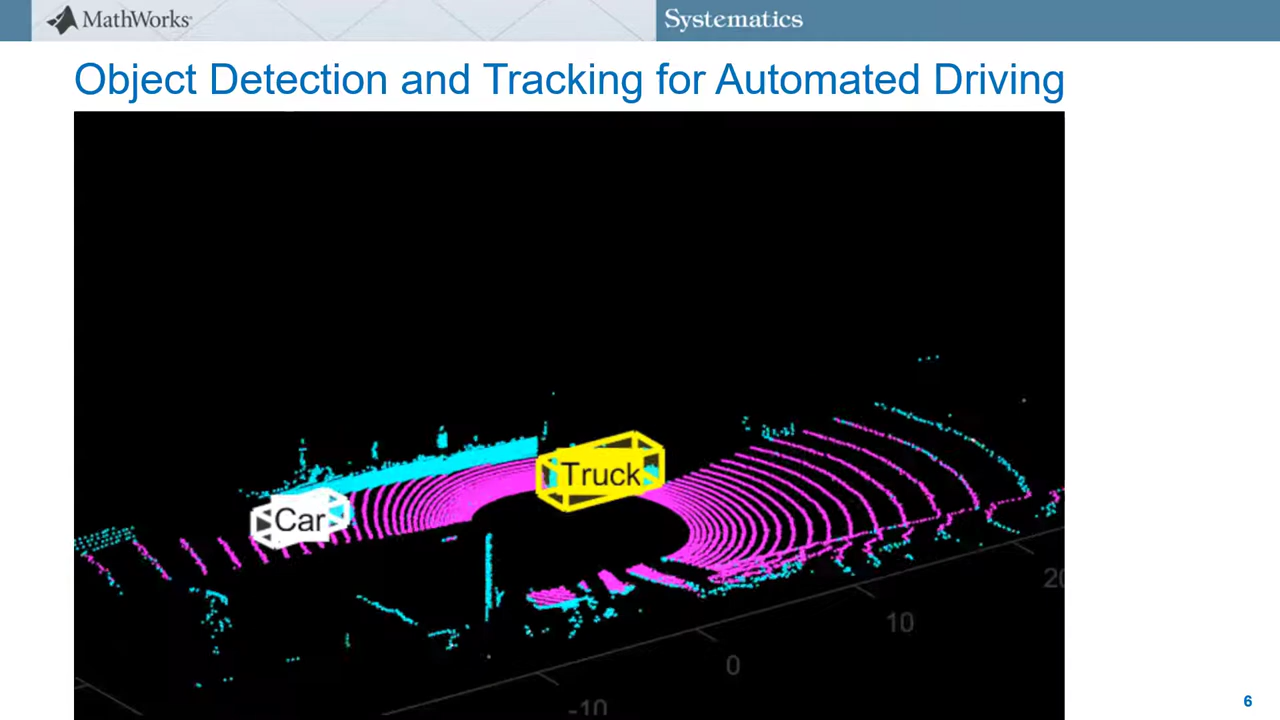 MathWorks
Systematics
Object Detection and Tracking for Automated Driving
Truck
Car
20
10
0
-10
6